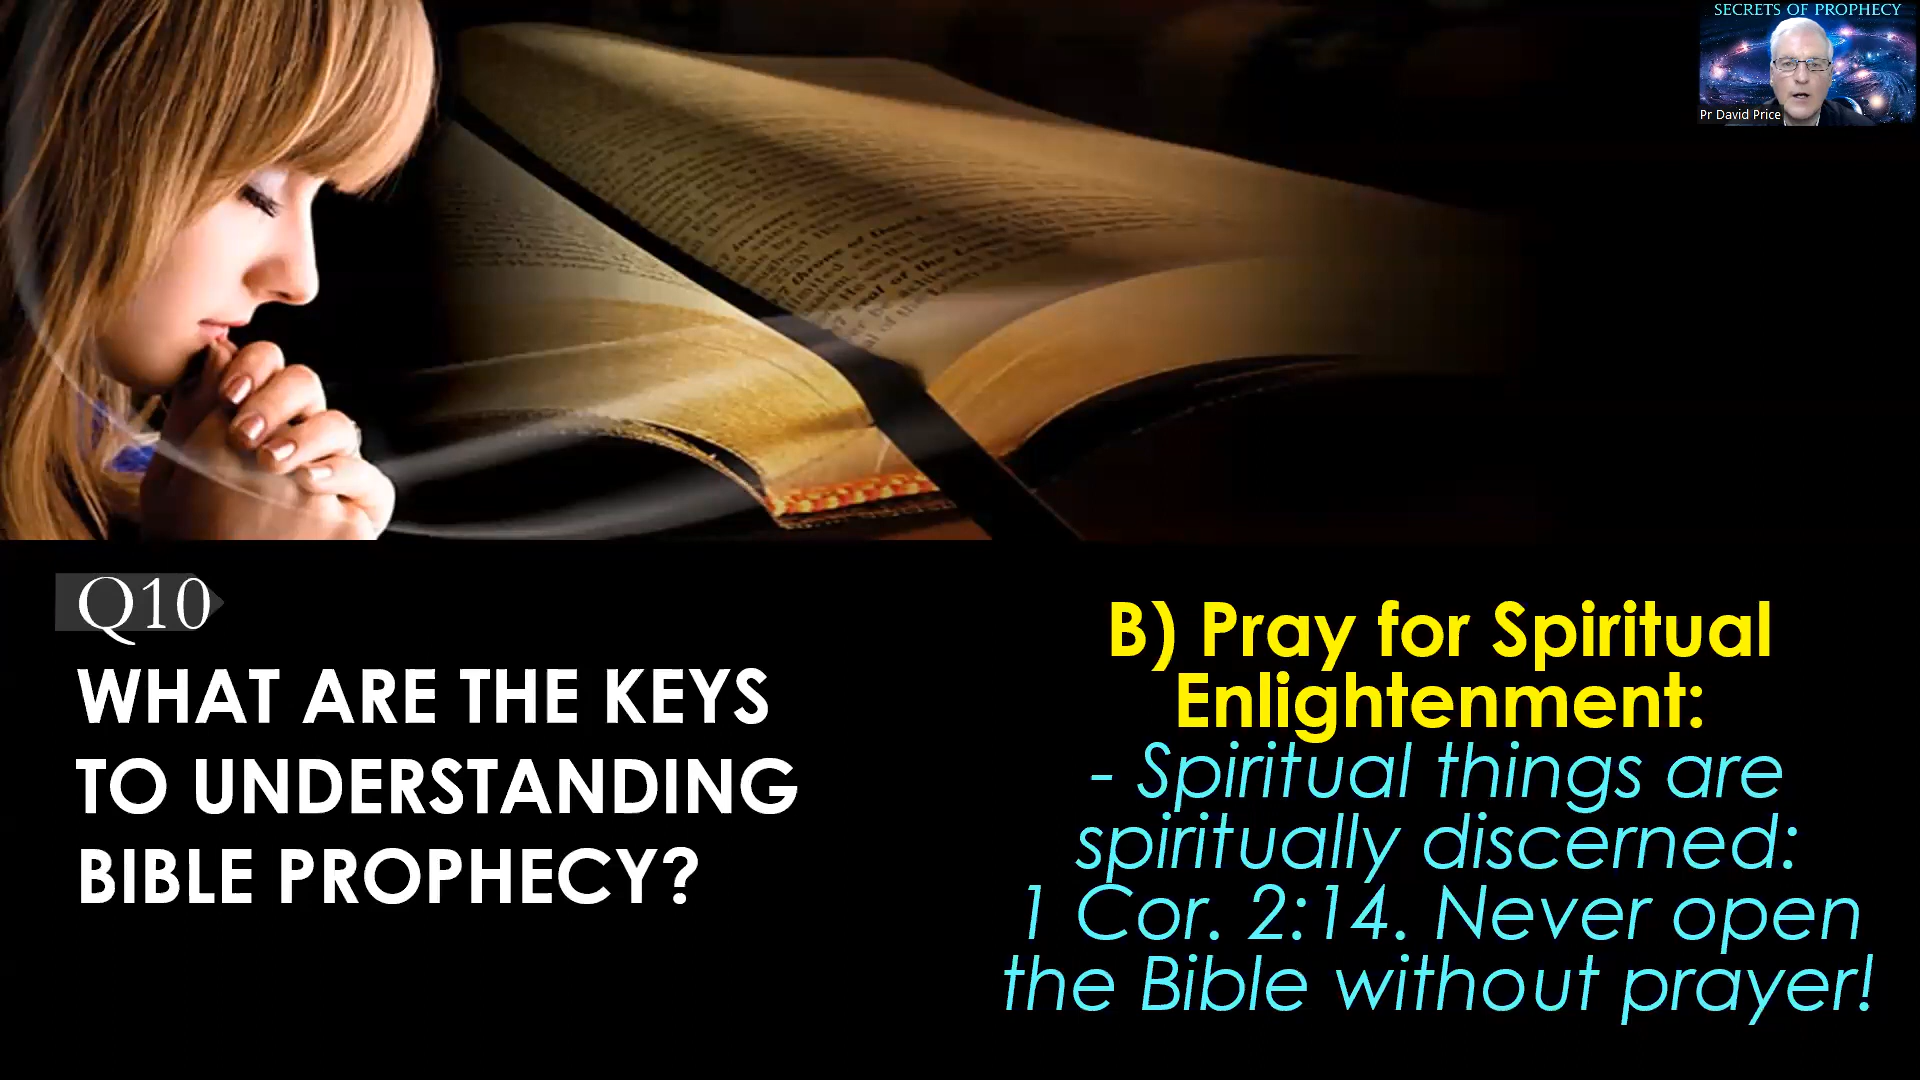 SECRETS OF PROPHECY
Pr David Price
Q10
WHAT ARE THE KEYS
TO UNDERSTANDING
BIBLE PROPHECY?
B) Pray for Spiritual
Enlightenment:
- Spiritual things are
spiritually discerned:
1 Cor. 2:14. Never open
the Bible without prayer!